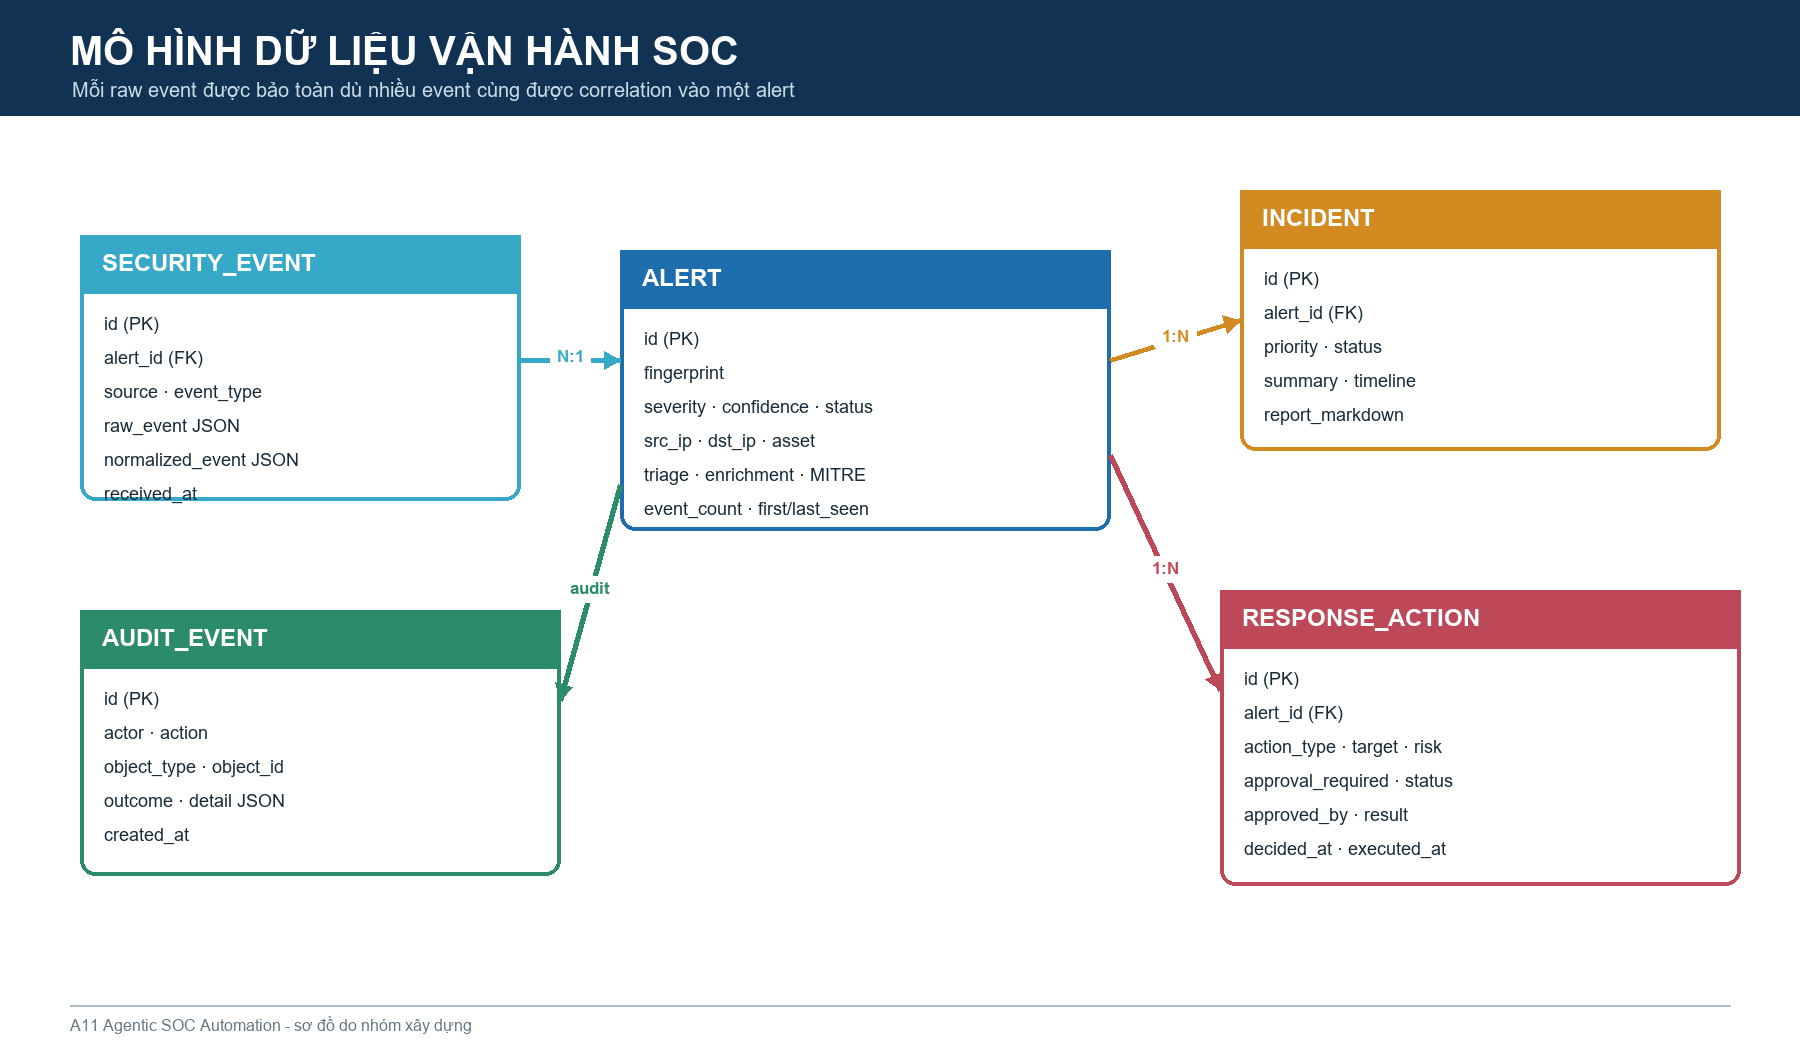 MÔ HÌNH DỮ LIỆU VẬN HÀNH SOC
Mỗi raw event được bảo toàn dù nhiều event cùng được correlation vào một alert
SECURITY_EVENT
id (PK)
alert_id (FK)
source · event_type
raw_event JSON
normalized_event JSON
received_at
N:1
ALERT
id (PK)
fingerprint
severity · confidence · status
src_ip · dst_ip · asset
triage · enrichment · MITRE
event_count · first/last_seen
1:N
INCIDENT
id (PK)
alert_id (FK)
priority · status
summary · timeline
report_markdown
audit
AUDIT_EVENT
id (PK)
actor · action
object_type · object_id
outcome · detail JSON
created_at
1:N
RESPONSE_ACTION
id (PK)
alert_id (FK)
action_type · target · risk
approval_required · status
approved_by · result
decided_at · executed_at
A11 Agentic SOC Automation - sơ đồ do nhóm xây dựng